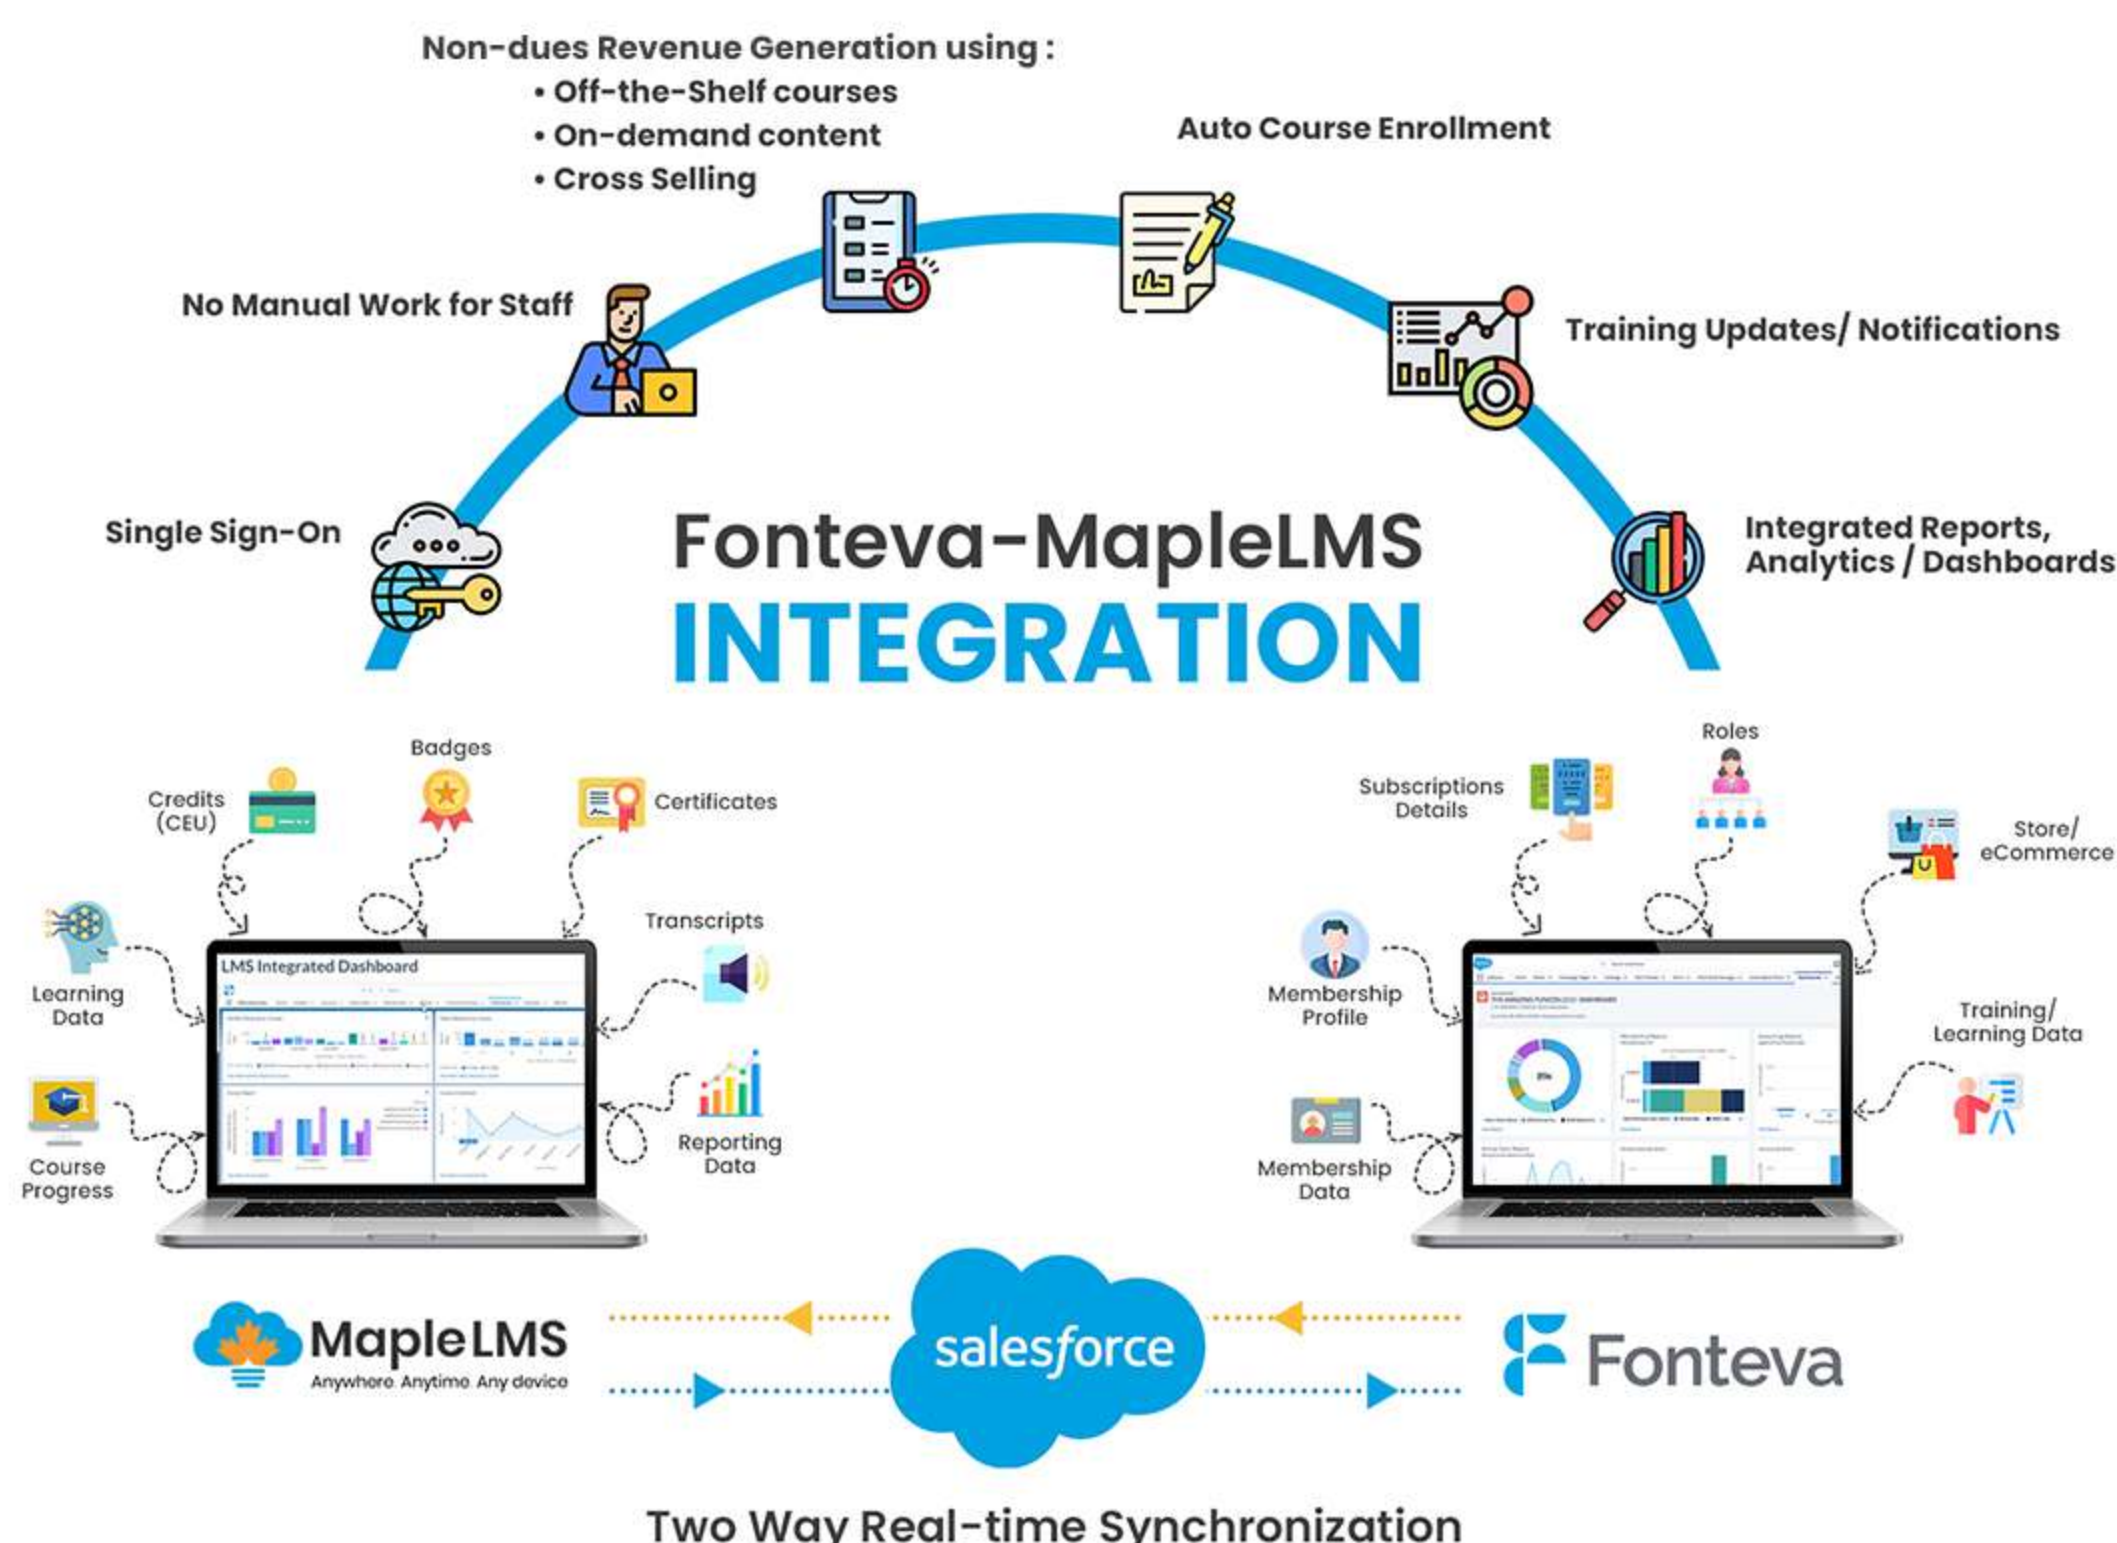 Non-dues Revenue Generation using :
• Off-the-Shelf courses
• On-demand content
• Cross Selling
Auto Course Enrollment
No Manual Work for Staff
Training Updates/ Notifications
Single Sign-On
Integrated Reports,
Analytics / Dashboards
Fonteva-MapleLMS
INTEGRATION
Badges
Credits
(CEU)
Certificates
Learning
Data
Transcripts
LMS Integrated Dashboard
Course
Progress
Reporting
Data
Roles
Subscriptions
Details
Store/
eCommerce
Membership
Profile
Training/
Learning Data
Membership
Data
MapleLMS
Anywhere Anytime Any device
salesforce
Fonteva
Two Way Real-time Synchronization